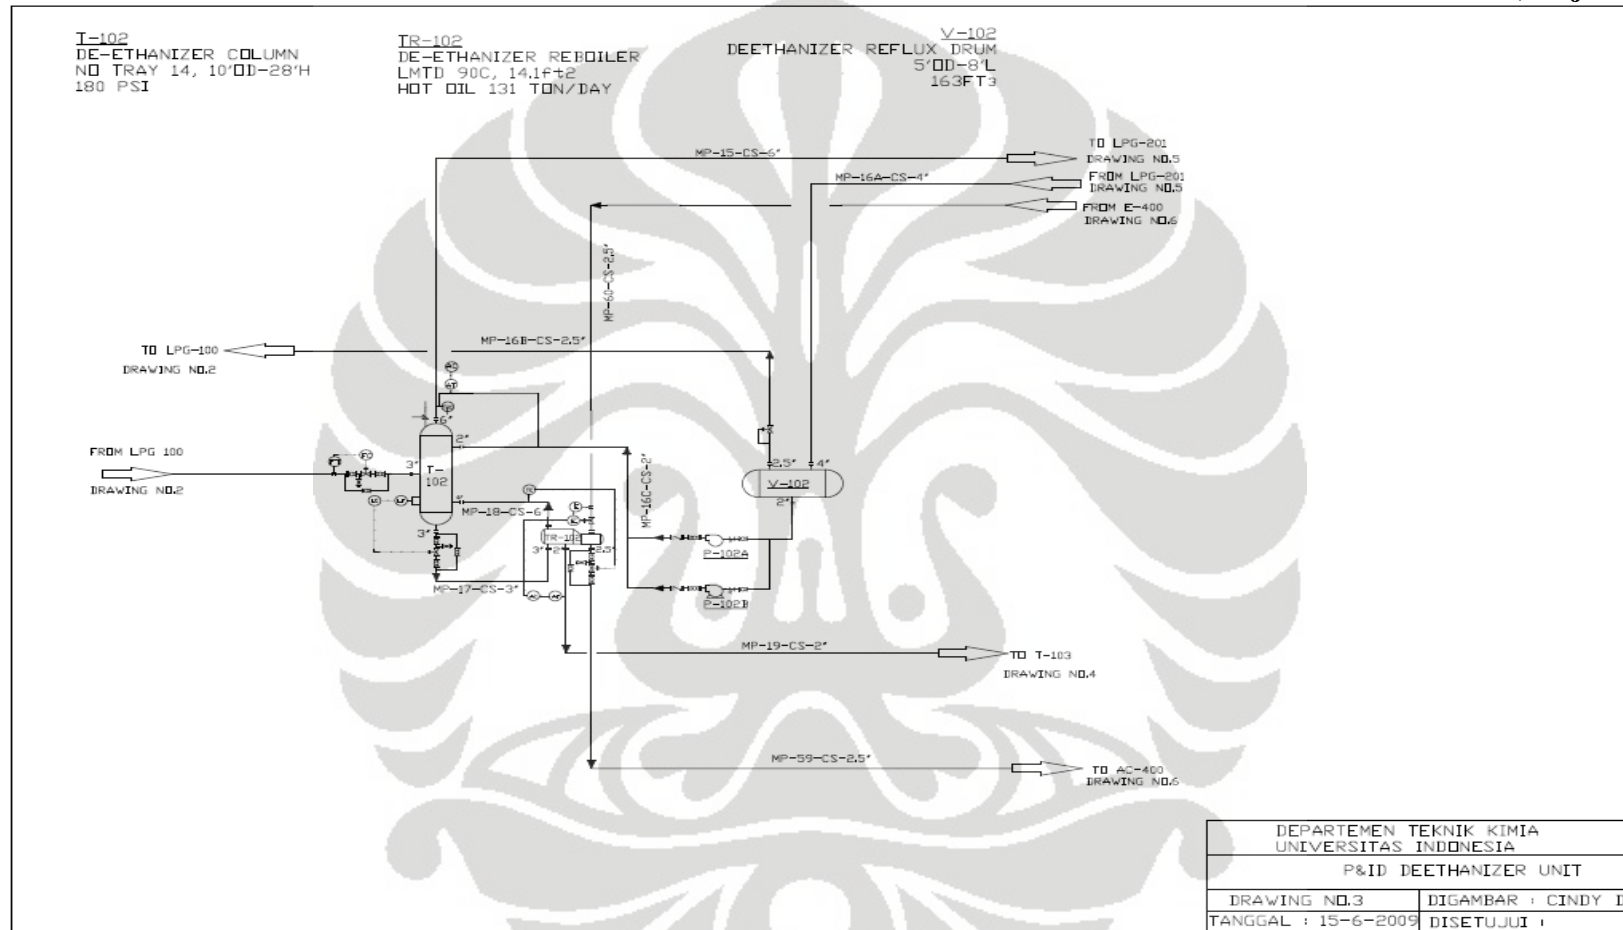 T-102
DE-ETHANIZER COLUMN
NO TRAY 14, 10'OD-28'H
180 PSI
TR-102
DE-ETHANIZER REBOILER
LMTD 90C, 14.1ft2
HOT OIL 131 TON/DAY
V-102
DEETHANIZER REFLUX DRUM
5'OD-8'L
163FT3
MP-15-CS-6"
TO LPG-201
DRAWING NO.5
MP-16A-CS-4"
FROM LPG-201
DRAWING NO.5
FROM E-400
DRAWING NO.6
MP-60-CS-2.5"
MP-16B-CS-2.5"
TO LPG-100
DRAWING NO.2
6"
2"
FROM LPG 100
DRAWING NO.2
3"
T-
102
MP-18-CS-6
3"
MP-17-CS-3"
TR-102
3"
2"
2.5"
MP-16C-CS-2"
2.5"
4"
V-102
2"
P-102A
P-102B
MP-19-CS-2"
TO T-103
DRAWING NO.4
MP-59-CS-2.5"
TO AC-400
DRAWING NO.6
DEPARTEMEN TEKNIK KIMIA
UNIVERSITAS INDONESIA
P&ID DEETHANIZER UNIT
DRAWING NO.3
DIGAMBAR : CINDY D
TANGGAL : 15-6-2009
DISETUJUI :